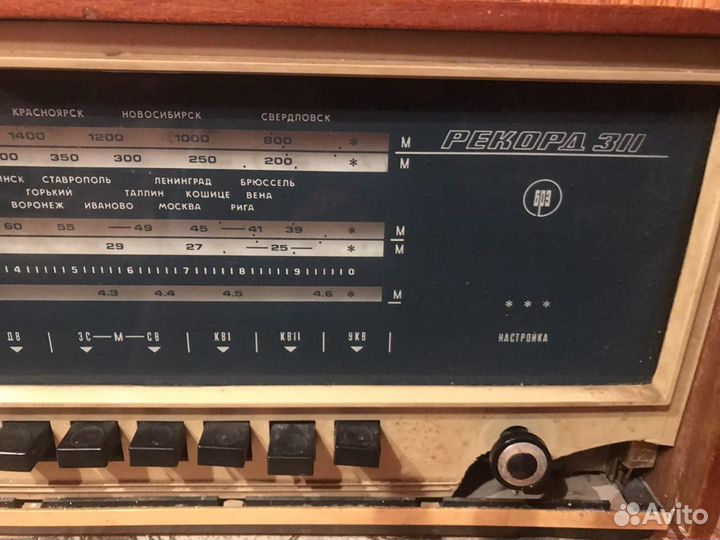 КРАСНОЯРСК НОВОСИБИРСК СВЕРДЛОВСК
1400 1200 1000 800 * М
РЕКОРД 311
350 300 250 200 * М
СТАВРОПОЛЬ ЛЕНИНГРАД БРЮССЕЛЬ
ГОРЬКИЙ ТАЛЛИН КОШИЦЕ ВЕНА
ВОРОНЕЖ ИВАНОВО МОСКВА РИГА
БРЗ
60 55 49 45 41 39 * М
29 27 25 * М
4 5 6 7 8 9 0
4.3 4.4 4.5 4.6 * М
* * *
ДВ ЗС М СВ КВI КВII УКВ
НАСТРОЙКА
Avito